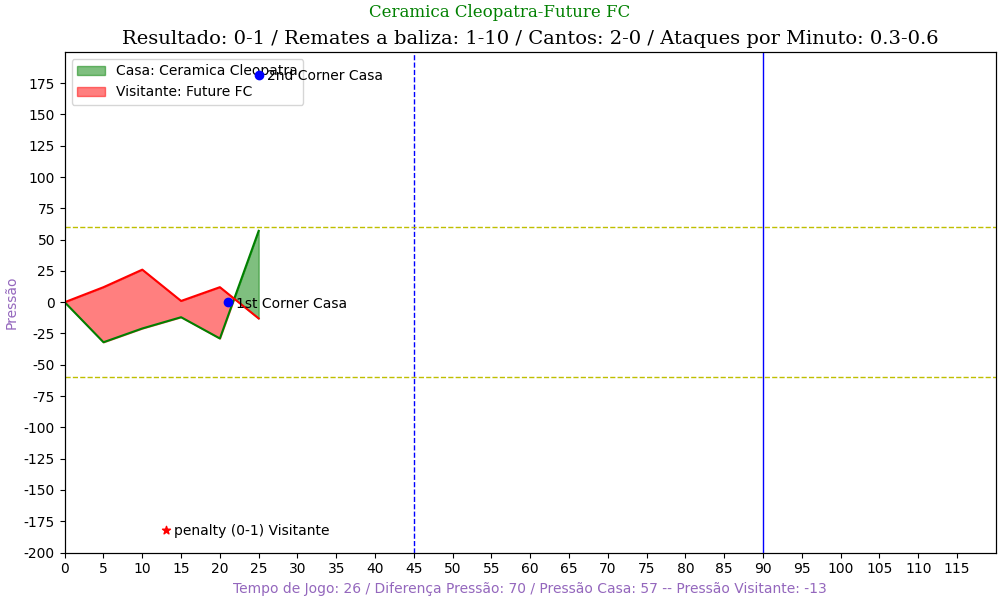 Ceramica Cleopatra-Future FC
Resultado: 0-1 / Remates a baliza: 1-10 / Cantos: 2-0 / Ataques por Minuto: 0.3-0.6
Casa: Ceramica Cleopatra
2nd Corner Casa
Visitante: Future FC
175
150
125
100
75
50
25
0
-25
-50
-75
-100
-125
-150
-175
-200
Pressão
1st Corner Casa
penalty (0-1) Visitante
0 5 10 15 20 25 30 35 40 45 50 55 60 65 70 75 80 85 90 95 100 105 110 115
Tempo de Jogo: 26 / Diferença Pressão: 70 / Pressão Casa: 57 -- Pressão Visitante: -13